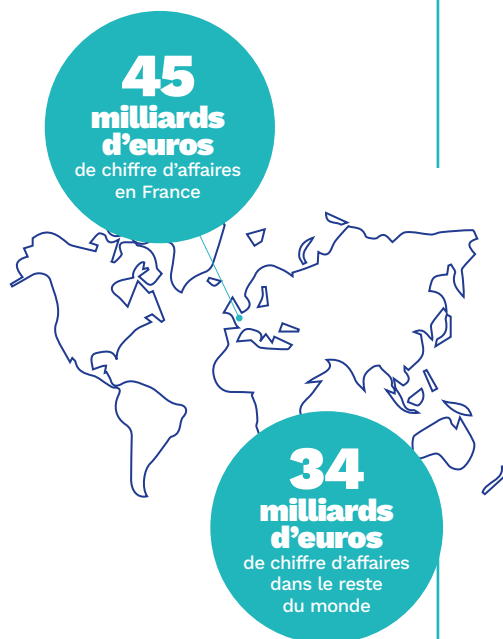 45
milliards
d’euros
de chiffre d’affaires
en France
34
milliards
d’euros
de chiffre d’affaires
dans le reste
du monde